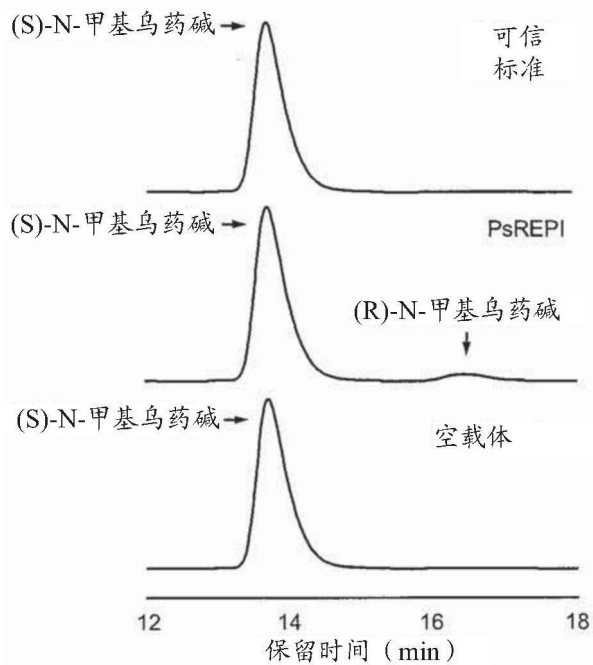 (S)-N-甲基乌药碱
可信
标准
(S)-N-甲基乌药碱
PsREPI
(R)-N-甲基乌药碱
(S)-N-甲基乌药碱
空载体
12 14 16 18
保留时间（min）